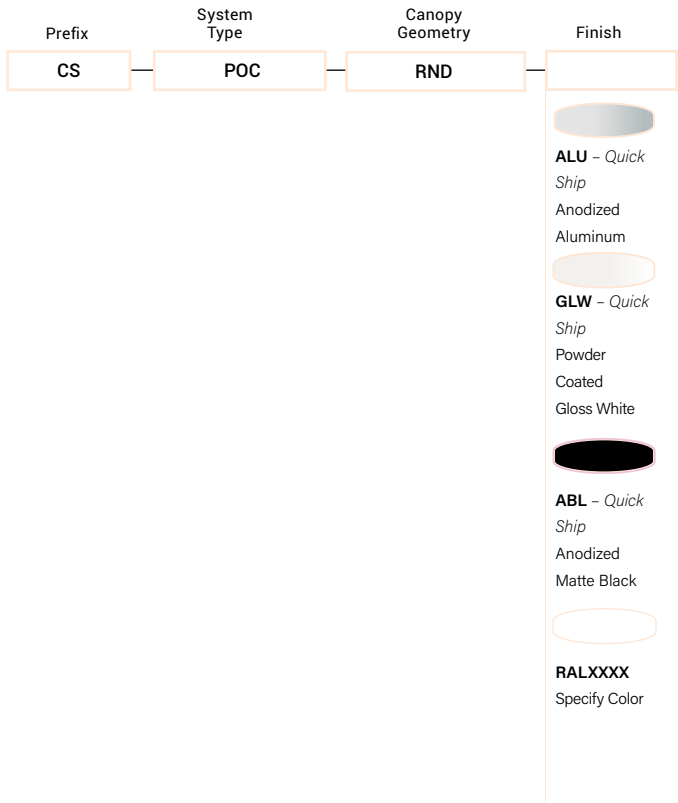 Prefix
System
Type
Canopy
Geometry
Finish
CS
POC
RND
ALU – Quick
Ship
Anodized
Aluminum
GLW – Quick
Ship
Powder
Coated
Gloss White
ABL – Quick
Ship
Anodized
Matte Black
RALXXXX
Specify Color